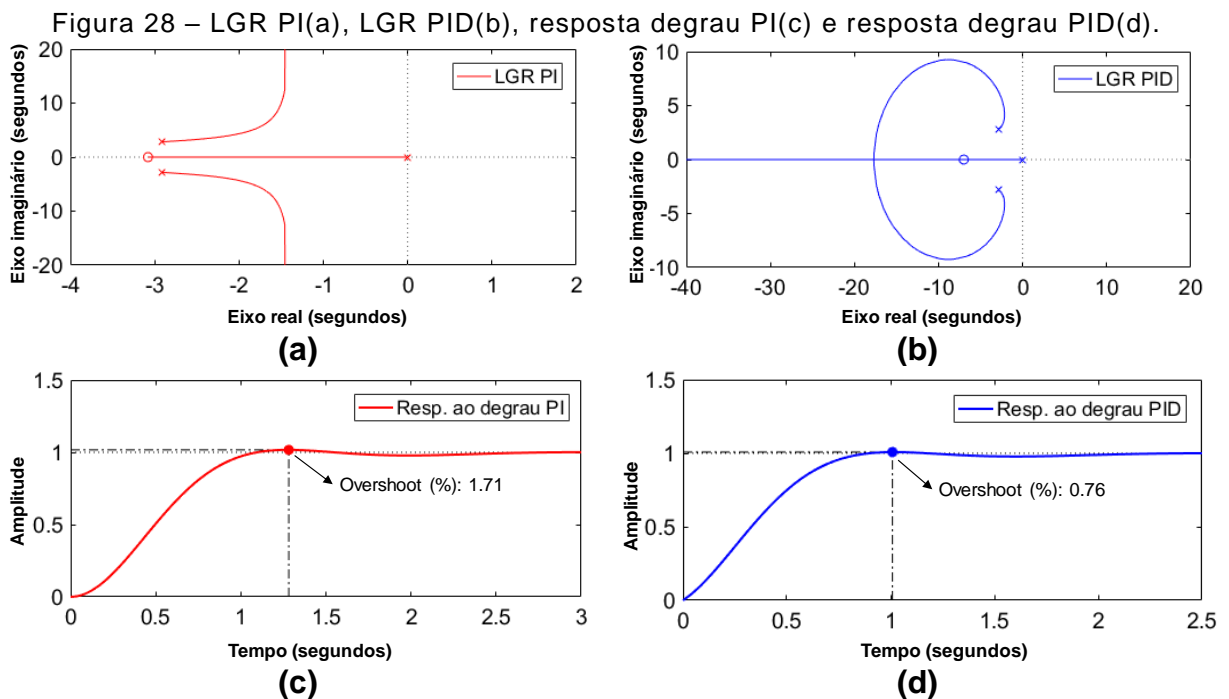 Figura 28 – LGR PI(a), LGR PID(b), resposta degrau PI(c) e resposta degrau PID(d).
Eixo imaginário (segundos)
20
10
0
-10
-20
LGR PI
-4
-3
-2
-1
0
1
2
Eixo real (segundos)
(a)
Eixo imaginário (segundos)
10
5
0
-5
-10
LGR PID
-40
-30
-20
-10
0
10
20
Eixo real (segundos)
(b)
Amplitude
1.5
1
0.5
0
Resp. ao degrau PI
Overshoot (%): 1.71
0
0.5
1
1.5
2
2.5
3
Tempo (segundos)
(c)
Amplitude
1.5
1
0.5
0
Resp. ao degrau PID
Overshoot (%): 0.76
0
0.5
1
1.5
2
2.5
Tempo (segundos)
(d)